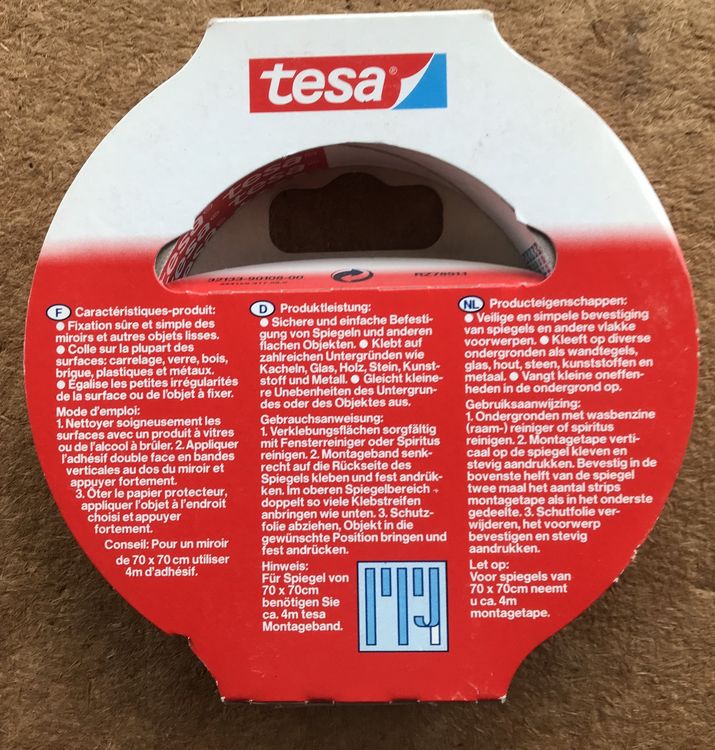 tesa®
tesa
tesa
32133-90108-00
RZ78511
F Caractéristiques-produit:
● Fixation sûre et simple des
miroirs et autres objets lisses.
● Colle sur la plupart des
surfaces: carrelage, verre, bois,
brique, plastiques et métaux.
● Égalise les petites irrégularités
de la surface ou de l'objet à fixer.
Mode d'emploi:
1. Nettoyer soigneusement les
surfaces avec un produit à vitres
ou de l'alcool à brûler. 2. Appliquer
l'adhésif double face en bandes
verticales au dos du miroir et
appuyer fortement.
3. Ôter le papier protecteur,
appliquer l'objet à l'endroit
choisi et appuyer
fortement.
Conseil: Pour un miroir
de 70 x 70 cm utiliser
4m d'adhésif.
D Produktleistung:
● Sichere und einfache Befesti-
gung von Spiegeln und anderen
flachen Objekten. ● Klebt auf
zahlreichen Untergründen wie
Kacheln, Glas, Holz, Stein, Kunst-
stoff und Metall. ● Gleicht kleine-
re Unebenheiten des Untergrun-
des oder des Objektes aus.
Gebrauchsanweisung:
1. Verklebungsflächen sorgfältig
mit Fensterreiniger oder Spiritus
reinigen. 2. Montageband senk-
recht auf die Rückseite des
Spiegels kleben und fest andrük-
ken. Im oberen Spiegelbereich
doppelt so viele Klebstreifen
anbringen wie unten. 3. Schutz-
folie abziehen, Objekt in die
gewünschte Position bringen und
fest andrücken.
Hinweis:
Für Spiegel von
70 x 70cm
benötigen Sie
ca. 4m tesa
Montageband.
NL Producteigenschappen:
● Veilige en simpele bevestiging
van spiegels en andere vlakke
voorwerpen. ● Kleeft op diverse
ondergronden als wandtegels,
glas, hout, steen, kunststoffen en
metaal. ● Vangt kleine oneffen-
heden in de ondergrond op.
Gebruiksaanwijzing:
1. Ondergronden met wasbenzine
(raam-) reiniger of spiritus
reinigen. 2. Montagetape verti-
caal op de spiegel kleven en
stevig aandrukken. Bevestig in de
bovenste helft van de spiegel
twee maal het aantal strips
montagetape als in het onderste
gedeelte. 3. Schutfolie ver-
wijderen, het voorwerp
bevestigen en stevig
aandrukken.
Let op:
Voor spiegels van
70 x 70cm neemt
u ca. 4m
montagetape.